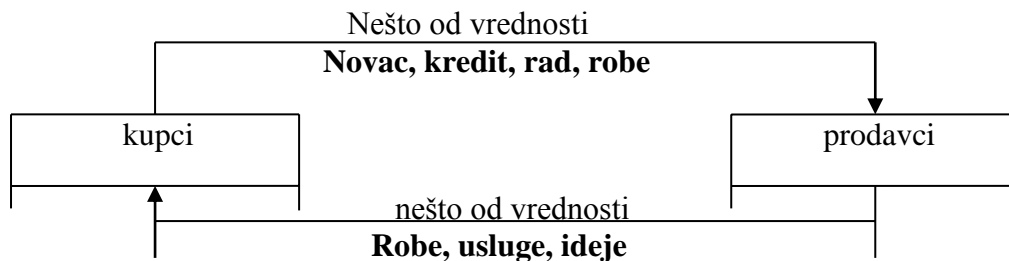 Nešto od vrednosti
Novac, kredit, rad, robe
kupci
prodavci
nešto od vrednosti
Robe, usluge, ideje